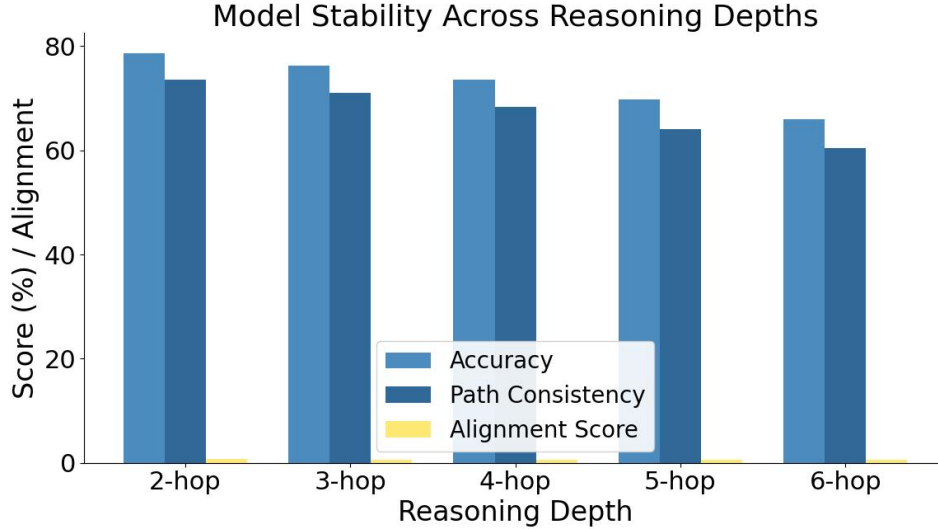 Model Stability Across Reasoning Depths
Score (%) / Alignment
80
60
40
20
0
Accuracy
Path Consistency
Alignment Score
2-hop
3-hop
4-hop
5-hop
6-hop
Reasoning Depth